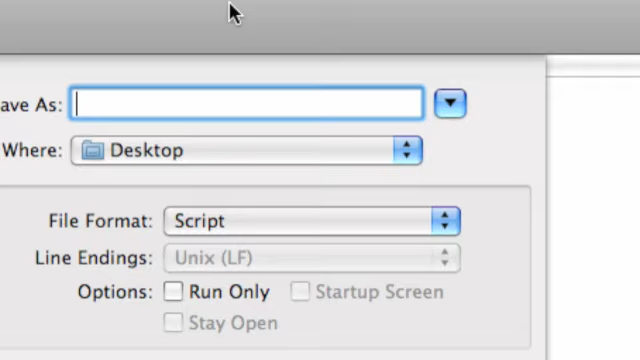 ave As:
Where: Desktop
File Format: Script
Line Endings: Unix (LF)
Options: Run Only Startup Screen
Stay Open